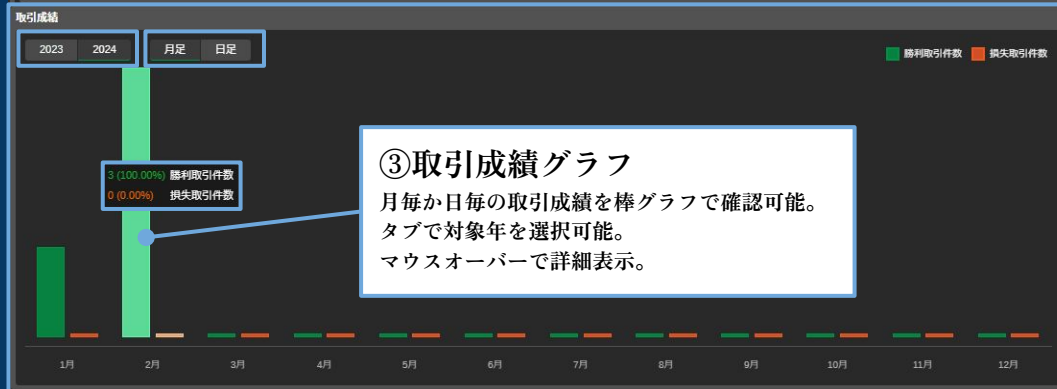 取引成績
2023 2024 月足 日足
勝利取引件数 損失取引件数
3 (100.00%) 勝利取引件数
0 (0.00%) 損失取引件数
③取引成績グラフ
月毎か日毎の取引成績を棒グラフで確認可能。
タブで対象年を選択可能。
マウスオーバーで詳細表示。
1月 2月 3月 4月 5月 6月 7月 8月 9月 10月 11月 12月